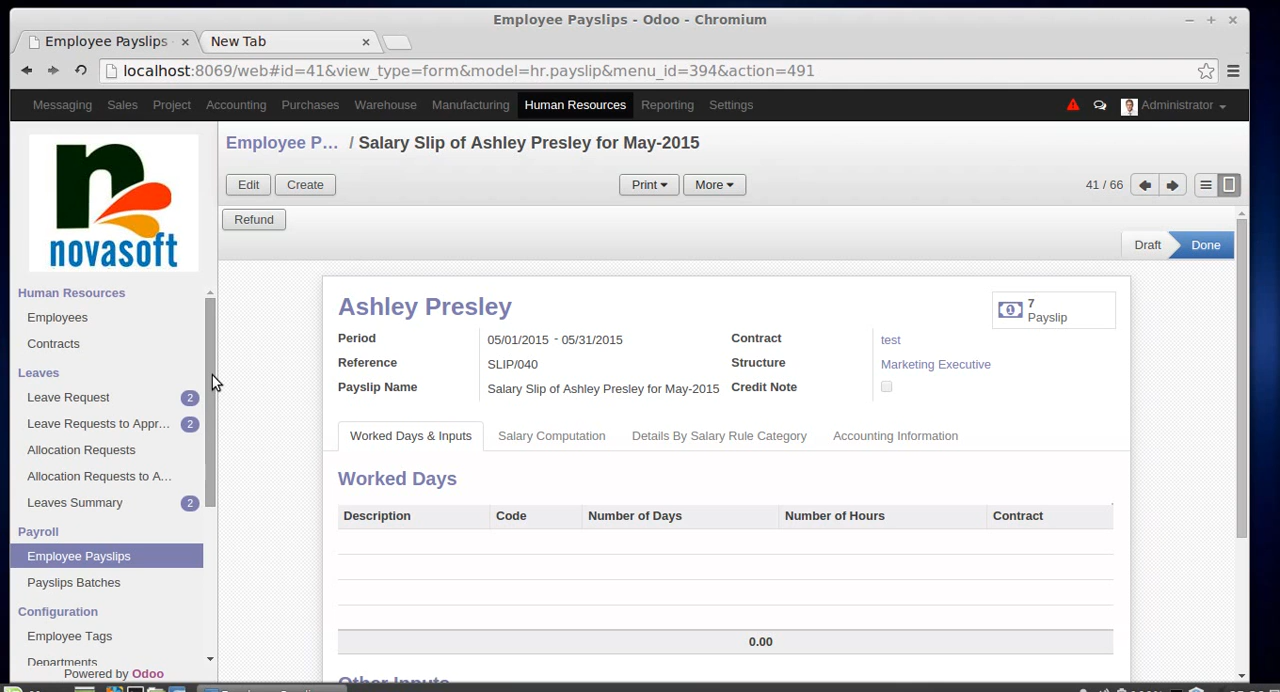 Employee Payslips - Odoo - Chromium
Employee Payslips
New Tab
localhost:8069/web#id=41&view_type=form&model=hr.payslip&menu_id=394&action=491
Messaging Sales Project Accounting Purchases Warehouse Manufacturing Human Resources Reporting Settings Administrator
novasoft
Human Resources
Employees
Contracts
Leaves
Leave Request 2
Leave Requests to Appr... 2
Allocation Requests
Allocation Requests to A...
Leaves Summary 2
Payroll
Employee Payslips
Payslips Batches
Configuration
Employee Tags
Departments
Powered by Odoo
Employee P... / Salary Slip of Ashley Presley for May-2015
Edit Create Print More 41 / 66
Refund
Draft Done
Ashley Presley
7
Payslip
Period 05/01/2015 - 05/31/2015 Contract test
Reference SLIP/040 Structure Marketing Executive
Payslip Name Salary Slip of Ashley Presley for May-2015 Credit Note
Worked Days & Inputs Salary Computation Details By Salary Rule Category Accounting Information
Worked Days
Description Code Number of Days Number of Hours Contract
0.00
Other Inputs